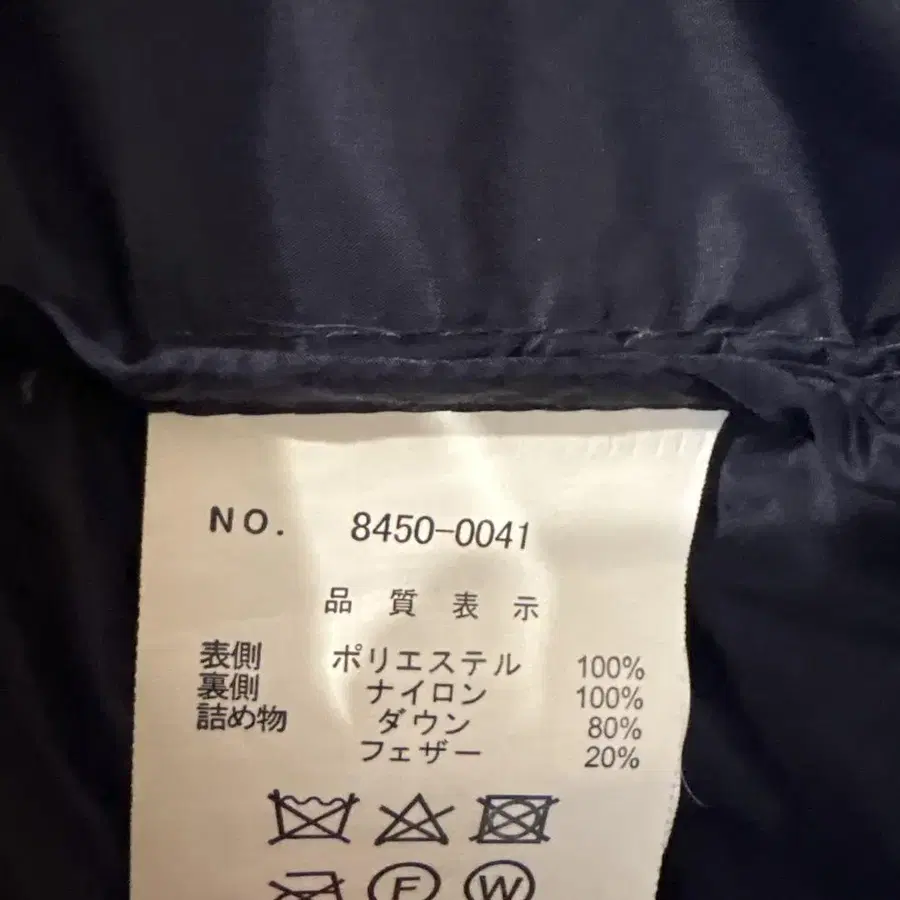 NO. 8450-0041
品質表示
表側 ポリエステル 100%
裏側 ナイロン 100%
詰め物 ダウン 80%
フェザー 20%
F W